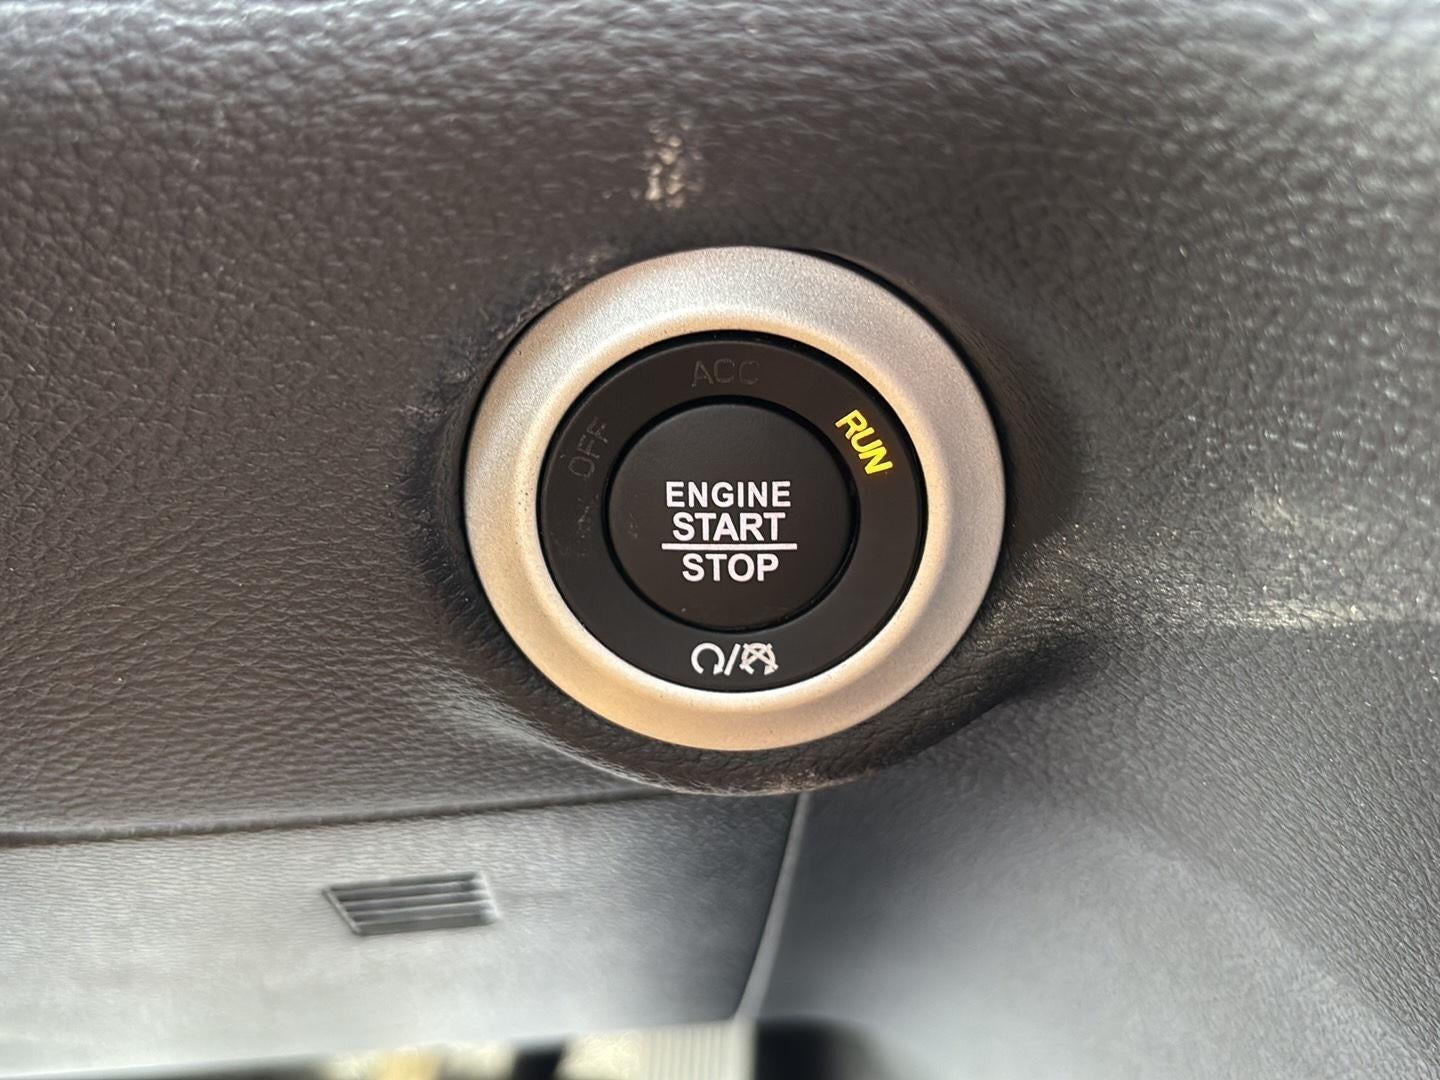 ACC
OFF
RUN
ENGINE
START
STOP